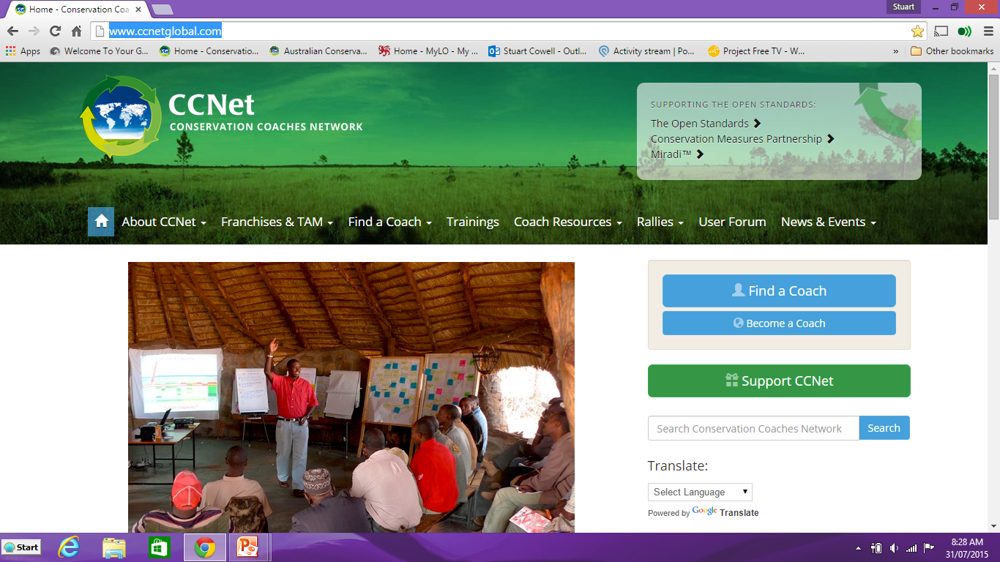 Home - Conservation Coa
Stuart
www.ccnetglobal.com
Apps Welcome To Your G... Home - Conservatio... Australian Conserva... Home - MyLO - My ... Stuart Cowell - Outl... Activity stream | Po... Project Free TV - W... » Other bookmarks
CCNet
CONSERVATION COACHES NETWORK
SUPPORTING THE OPEN STANDARDS:
The Open Standards
Conservation Measures Partnership
Miradi™
About CCNet Franchises & TAM Find a Coach Trainings Coach Resources Rallies User Forum News & Events
Find a Coach
Become a Coach
Support CCNet
Search Conservation Coaches Network Search
Translate:
Select Language
Powered by Google Translate
Start
8:28 AM
31/07/2015